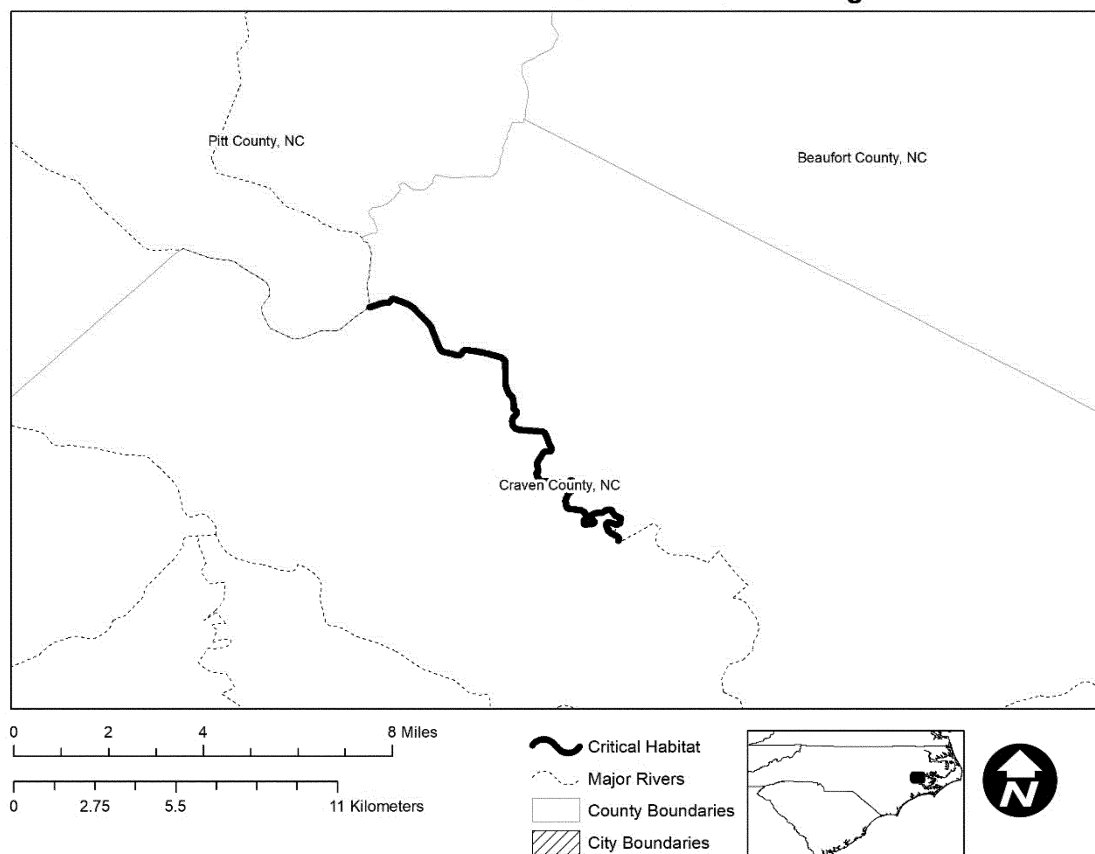 Pitt County, NC
Beaufort County, NC
Craven County, NC
0 2 4 8 Miles
0 2.75 5.5 11 Kilometers
Critical Habitat
Major Rivers
County Boundaries
City Boundaries
N